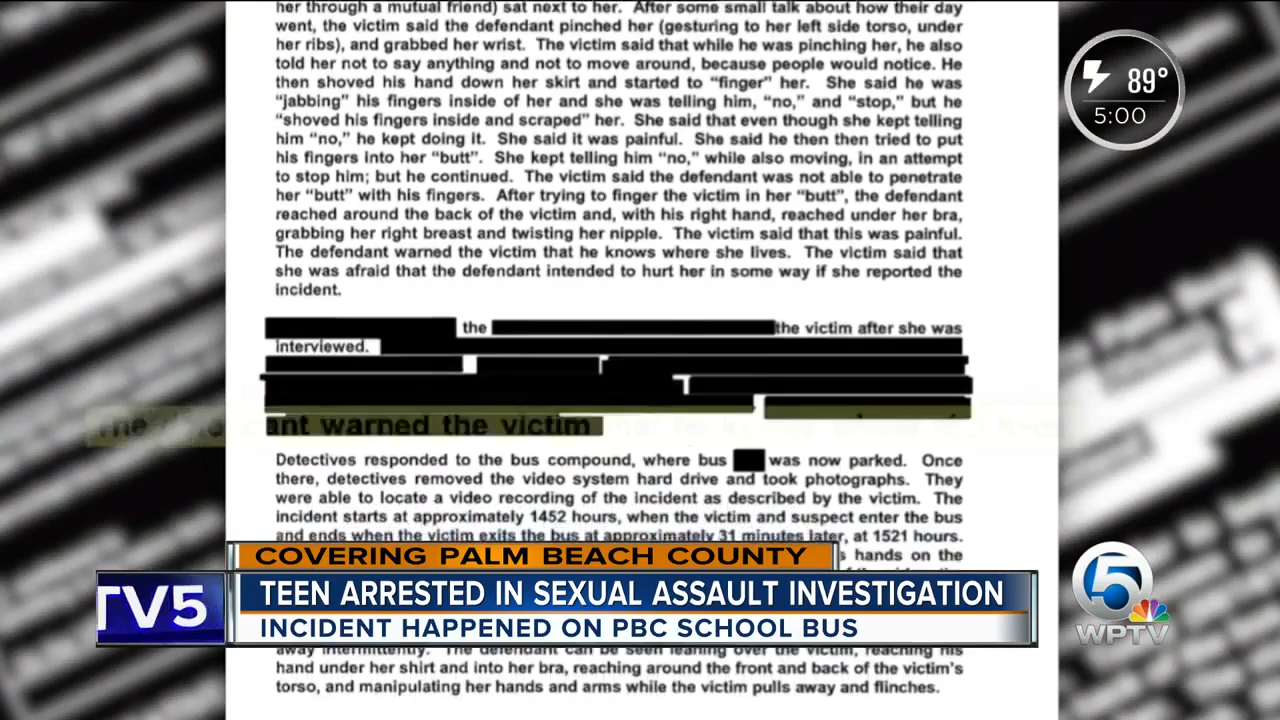 her through a mutual friend) sat next to her. After some small talk about how their day
went, the victim said the defendant pinched her (gesturing to her left side torso, under
her ribs), and grabbed her wrist. The victim said that while he was pinching her, he also
told her not to say anything and not to move around, because people would notice. He
then shoved his hand down her skirt and started to “finger” her. She said he was
“jabbing” his fingers inside of her and she was telling him, “no,” and “stop,” but he
“shoved his fingers inside and scraped” her. She said that even though she kept telling
him “no,” he kept doing it. She said it was painful. She said he then then tried to put
his fingers into her “butt”. She kept telling him “no,” while also moving, in an attempt
to stop him; but he continued. The victim said the defendant was not able to penetrate
her “butt” with his fingers. After trying to finger the victim in her “butt”, the defendant
reached around the back of the victim and, with his right hand, reached under her bra,
grabbing her right breast and twisting her nipple. The victim said that this was painful.
The defendant warned the victim that he knows where she lives. The victim said that
she was afraid that the defendant intended to hurt her in some way if she reported the
incident.
the the victim after she was
interviewed.
ant warned the victim
Detectives responded to the bus compound, where bus was now parked. Once
there, detectives removed the video system hard drive and took photographs. They
were able to locate a video recording of the incident as described by the victim. The
incident starts at approximately 1452 hours, when the victim and suspect enter the bus
and ends when the victim exits the bus at approximately 31 minutes later, at 1521 hours.
hands on the
COVERING PALM BEACH COUNTY
TV5
TEEN ARRESTED IN SEXUAL ASSAULT INVESTIGATION
INCIDENT HAPPENED ON PBC SCHOOL BUS
away intermittently. The defendant can be seen leaning over the victim, reaching his
hand under her shirt and into her bra, reaching around the front and back of the victim's
torso, and manipulating her hands and arms while the victim pulls away and flinches.
89°
5:00
5
WPTV